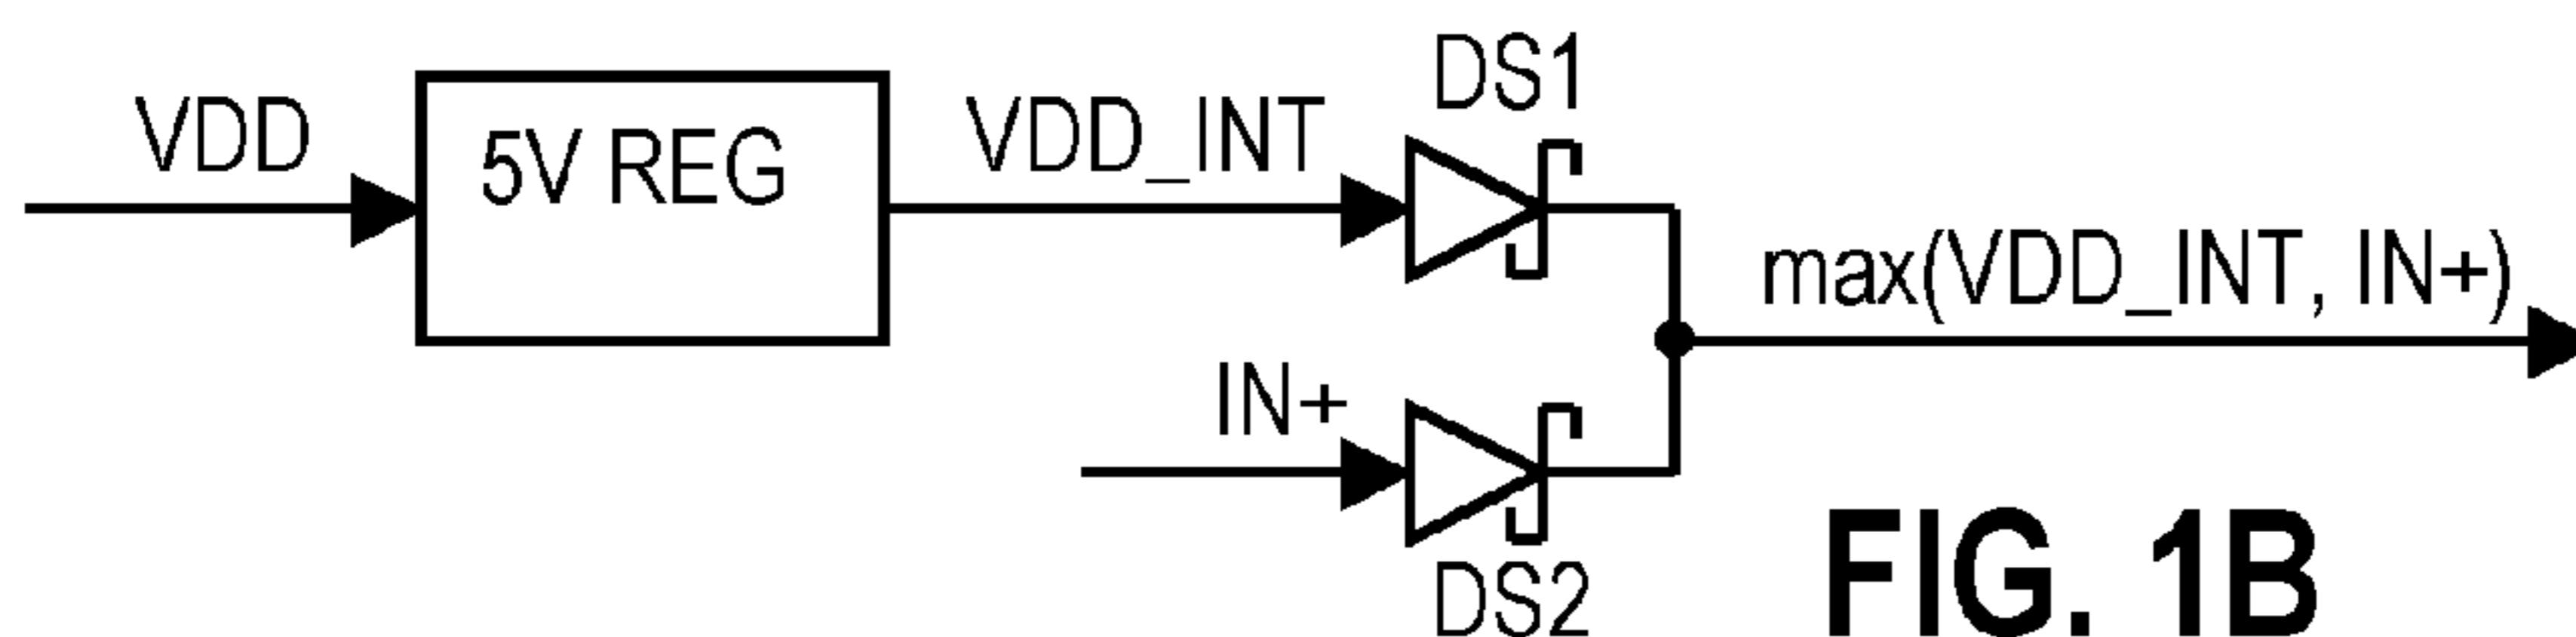 DS1
VDD
5V REG
VDD_INT
max(VDD_INT, IN+)
IN+
DS2
FIG. 1B